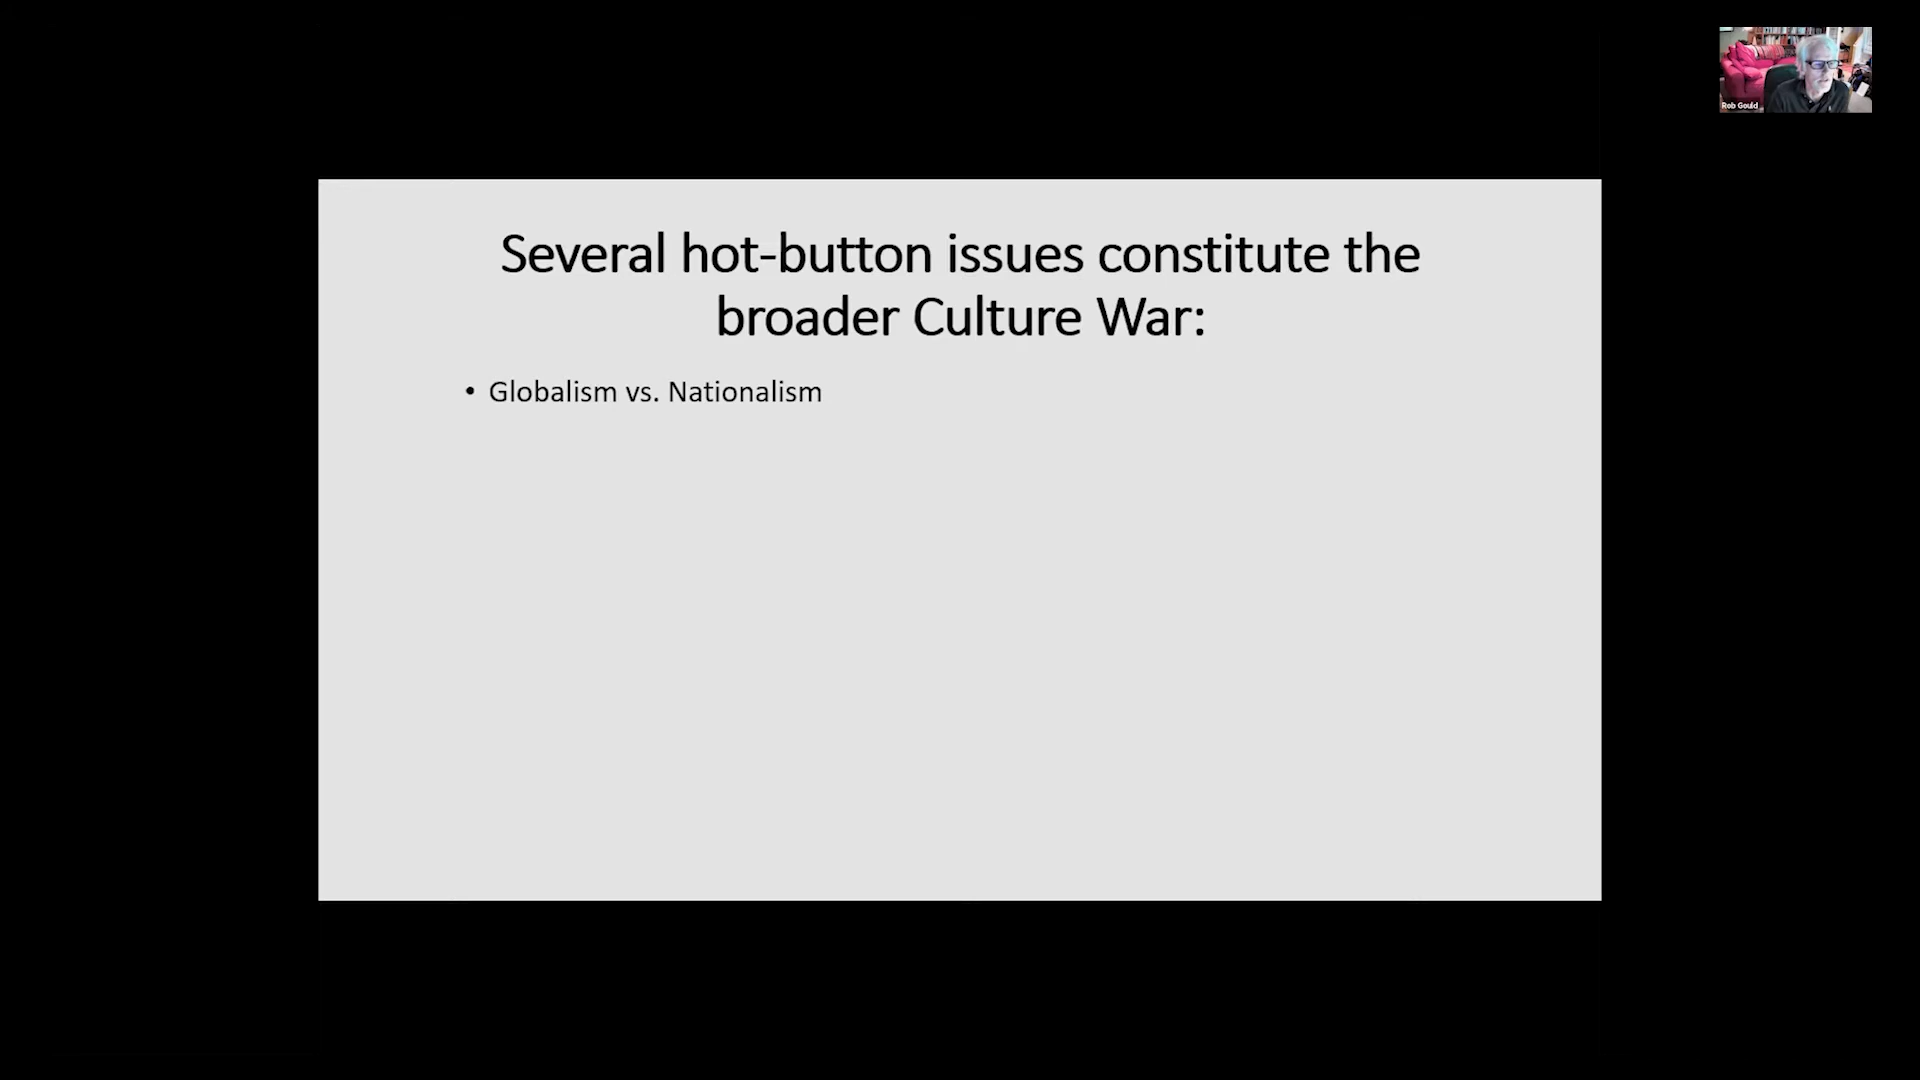 Rob Gould
Several hot-button issues constitute the
broader Culture War:
• Globalism vs. Nationalism